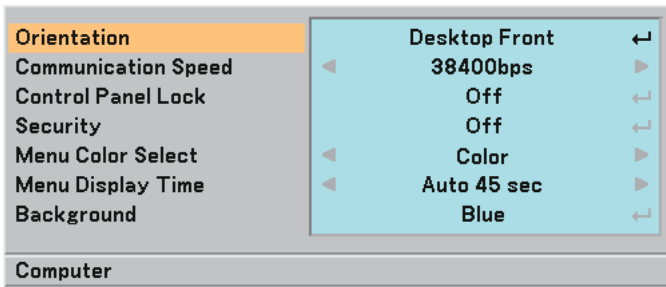 Orientation Desktop Front
Communication Speed 38400bps
Control Panel Lock Off
Security Off
Menu Color Select Color
Menu Display Time Auto 45 sec
Background Blue
Computer